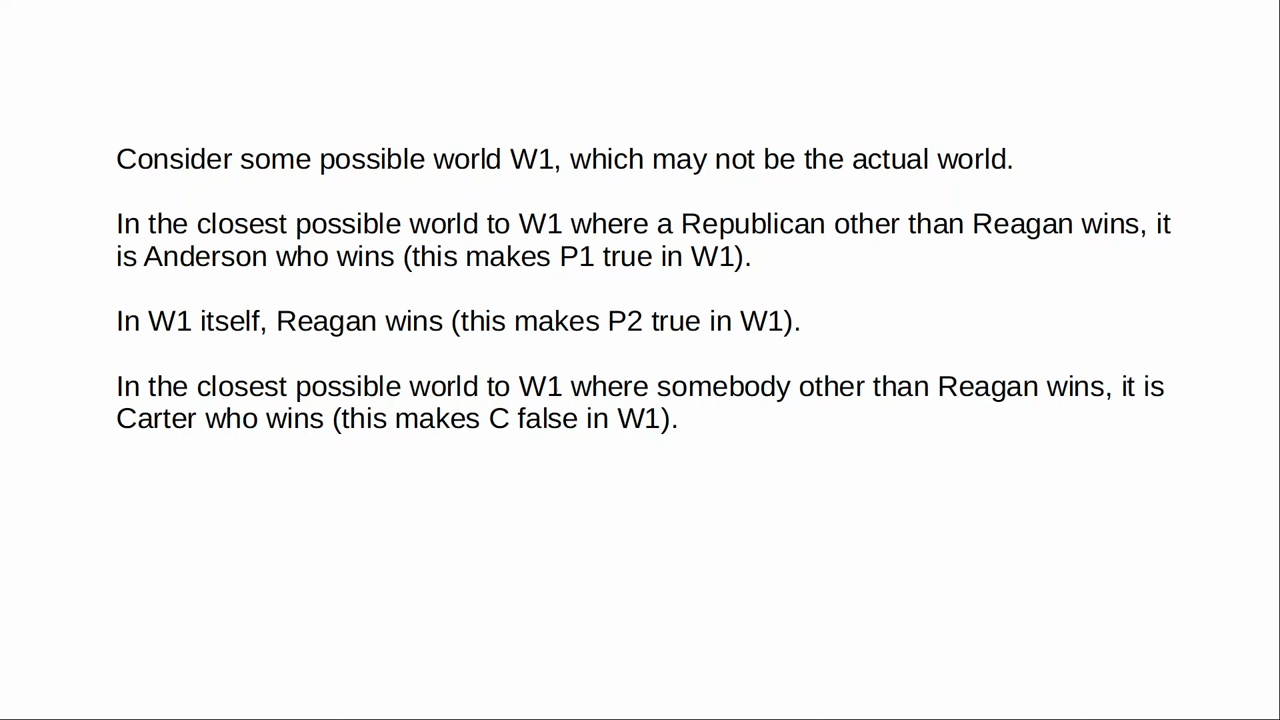 Consider some possible world W1, which may not be the actual world.
In the closest possible world to W1 where a Republican other than Reagan wins, it
is Anderson who wins (this makes P1 true in W1).
In W1 itself, Reagan wins (this makes P2 true in W1).
In the closest possible world to W1 where somebody other than Reagan wins, it is
Carter who wins (this makes C false in W1).